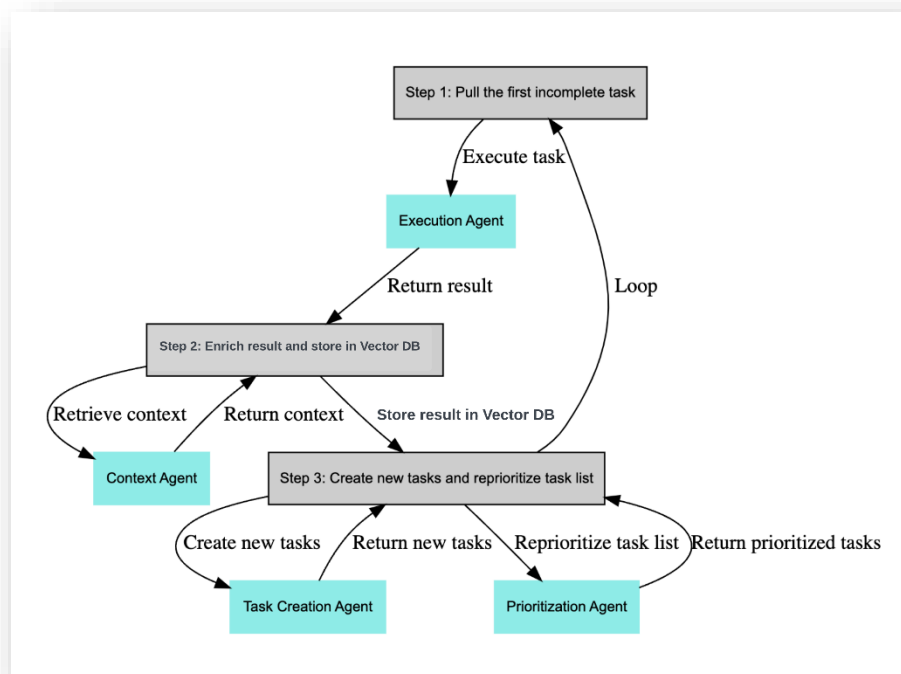 Step 1: Pull the first incomplete task
Execute task
Execution Agent
Return result
Loop
Step 2: Enrich result and store in Vector DB
Retrieve context
Return context
Store result in Vector DB
Context Agent
Step 3: Create new tasks and reprioritize task list
Create new tasks
Return new tasks
Reprioritize task list
Return prioritized tasks
Task Creation Agent
Prioritization Agent